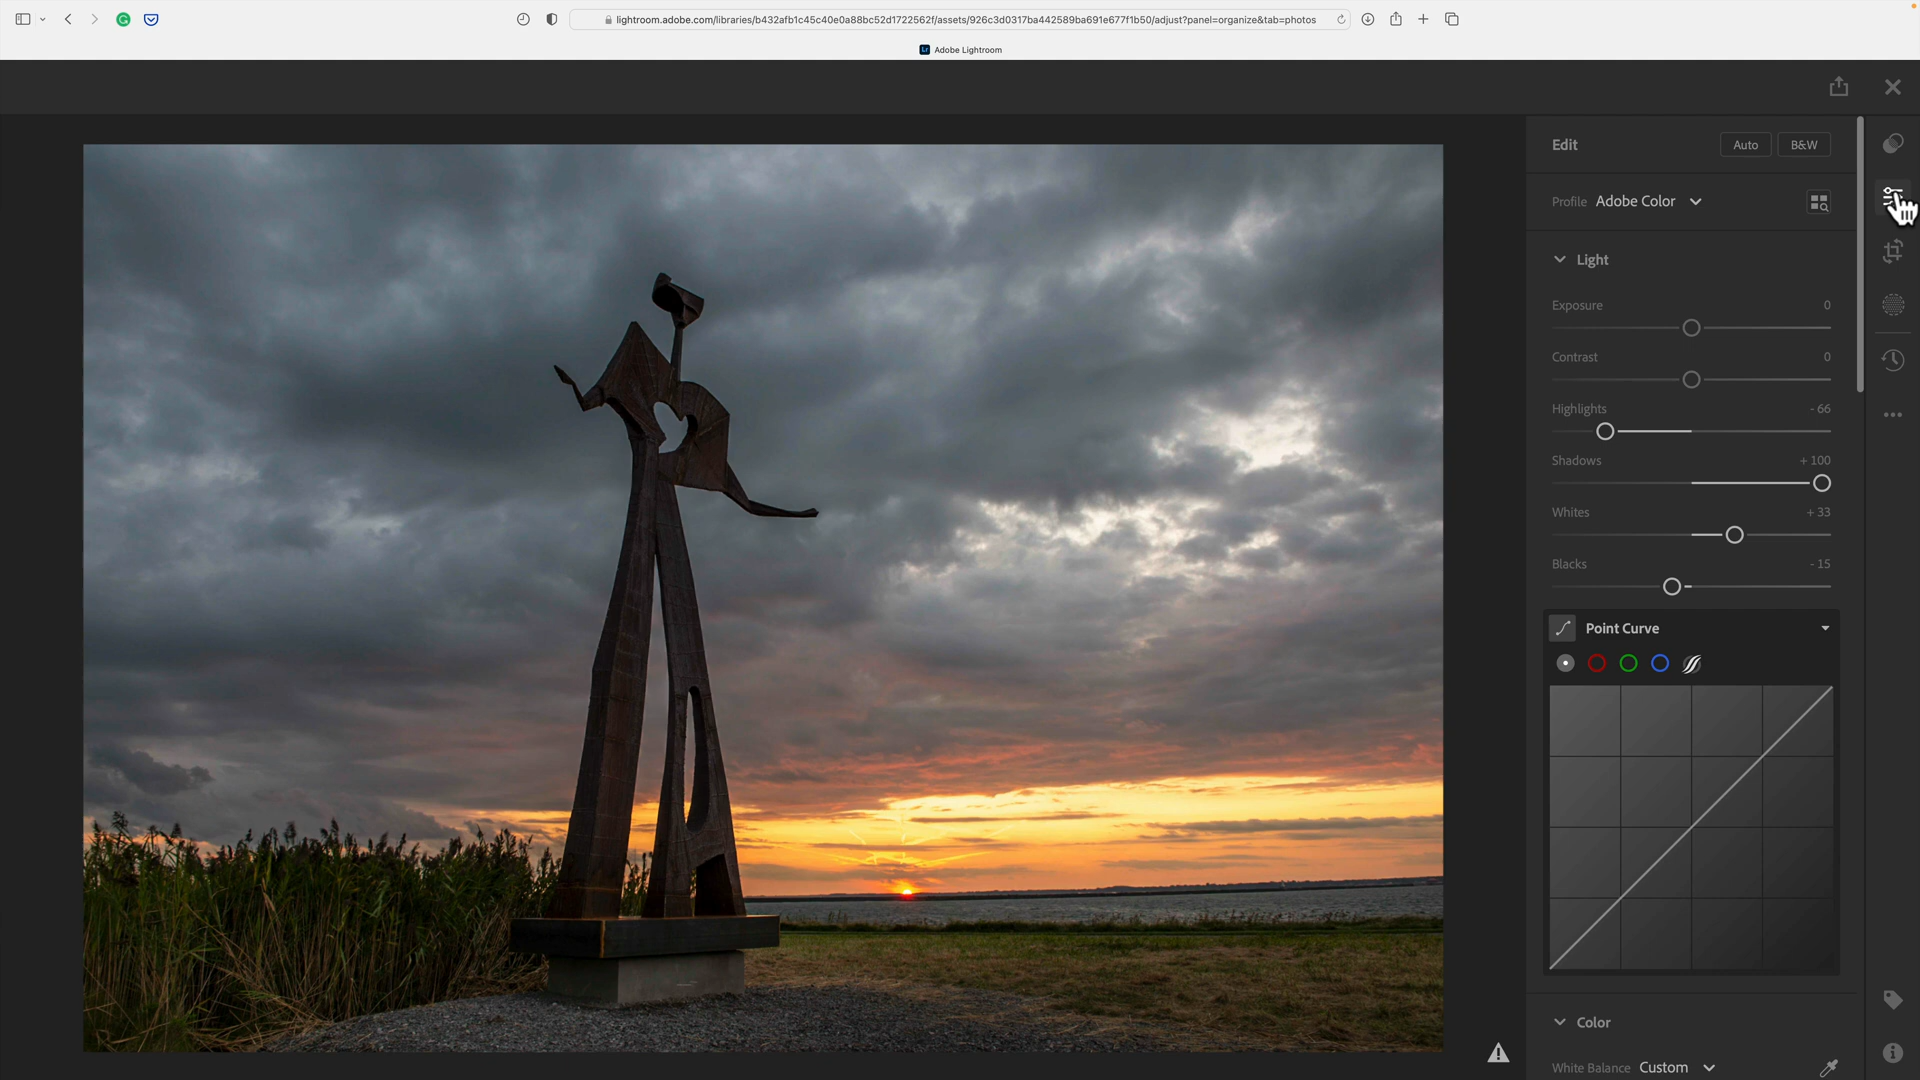 lightroom.adobe.com/libraries/b432afb1c45c40e0a88bc52d1722562f/assets/926c3d0317ba442589ba691e677f1b50/adjust?panel=organize&tab=photos
Lr Adobe Lightroom
Edit Auto B&W
Profile Adobe Color
Light
Exposure 0
Contrast 0
Highlights - 66
Shadows + 100
Whites + 33
Blacks - 15
Point Curve
Color
White Balance Custom